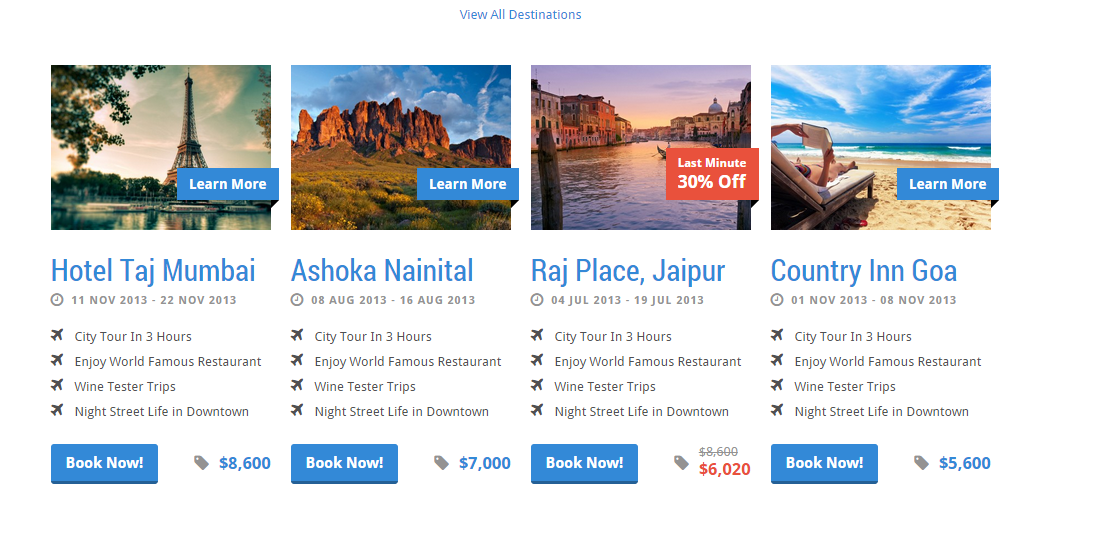 View All Destinations
Learn More
Hotel Taj Mumbai
11 NOV 2013 - 22 NOV 2013
City Tour In 3 Hours
Enjoy World Famous Restaurant
Wine Tester Trips
Night Street Life in Downtown
Book Now!
$8,600
Learn More
Ashoka Nainital
08 AUG 2013 - 16 AUG 2013
City Tour In 3 Hours
Enjoy World Famous Restaurant
Wine Tester Trips
Night Street Life in Downtown
Book Now!
$7,000
Last Minute
30% Off
Raj Place, Jaipur
04 JUL 2013 - 19 JUL 2013
City Tour In 3 Hours
Enjoy World Famous Restaurant
Wine Tester Trips
Night Street Life in Downtown
Book Now!
$8,600
$6,020
Learn More
Country Inn Goa
01 NOV 2013 - 08 NOV 2013
City Tour In 3 Hours
Enjoy World Famous Restaurant
Wine Tester Trips
Night Street Life in Downtown
Book Now!
$5,600